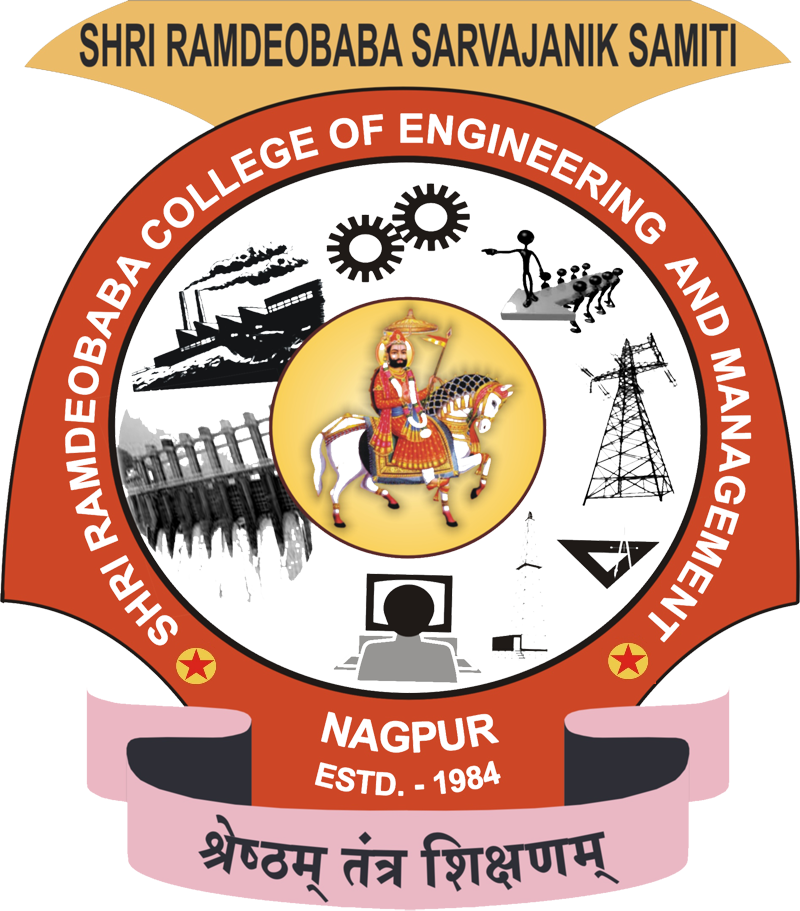 SHRI RAMDEOBABA SARVAJANIK SAMITI
SHRI RAMDEOBABA COLLEGE OF ENGINEERING AND MANAGEMENT
NAGPUR
ESTD. - 1984
श्रेष्ठम् तंत्र शिक्षणम्